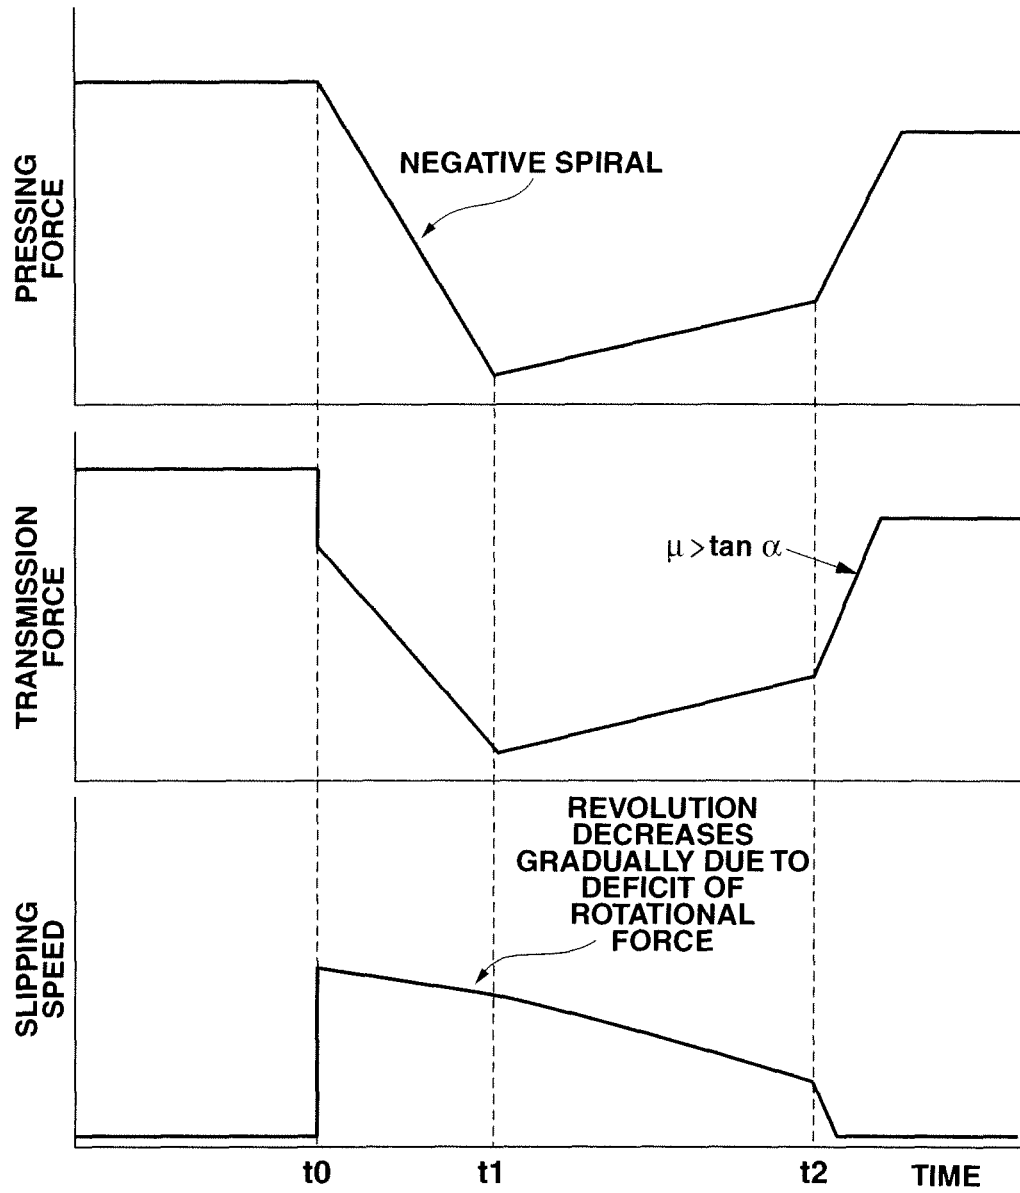 PRESSING
FORCE
NEGATIVE SPIRAL
TRANSMISSION
FORCE
μ>tan α
SLIPPING
SPEED
REVOLUTION
DECREASES
GRADUALLY DUE TO
DEFICIT OF
ROTATIONAL
FORCE
t0 t1 t2 TIME